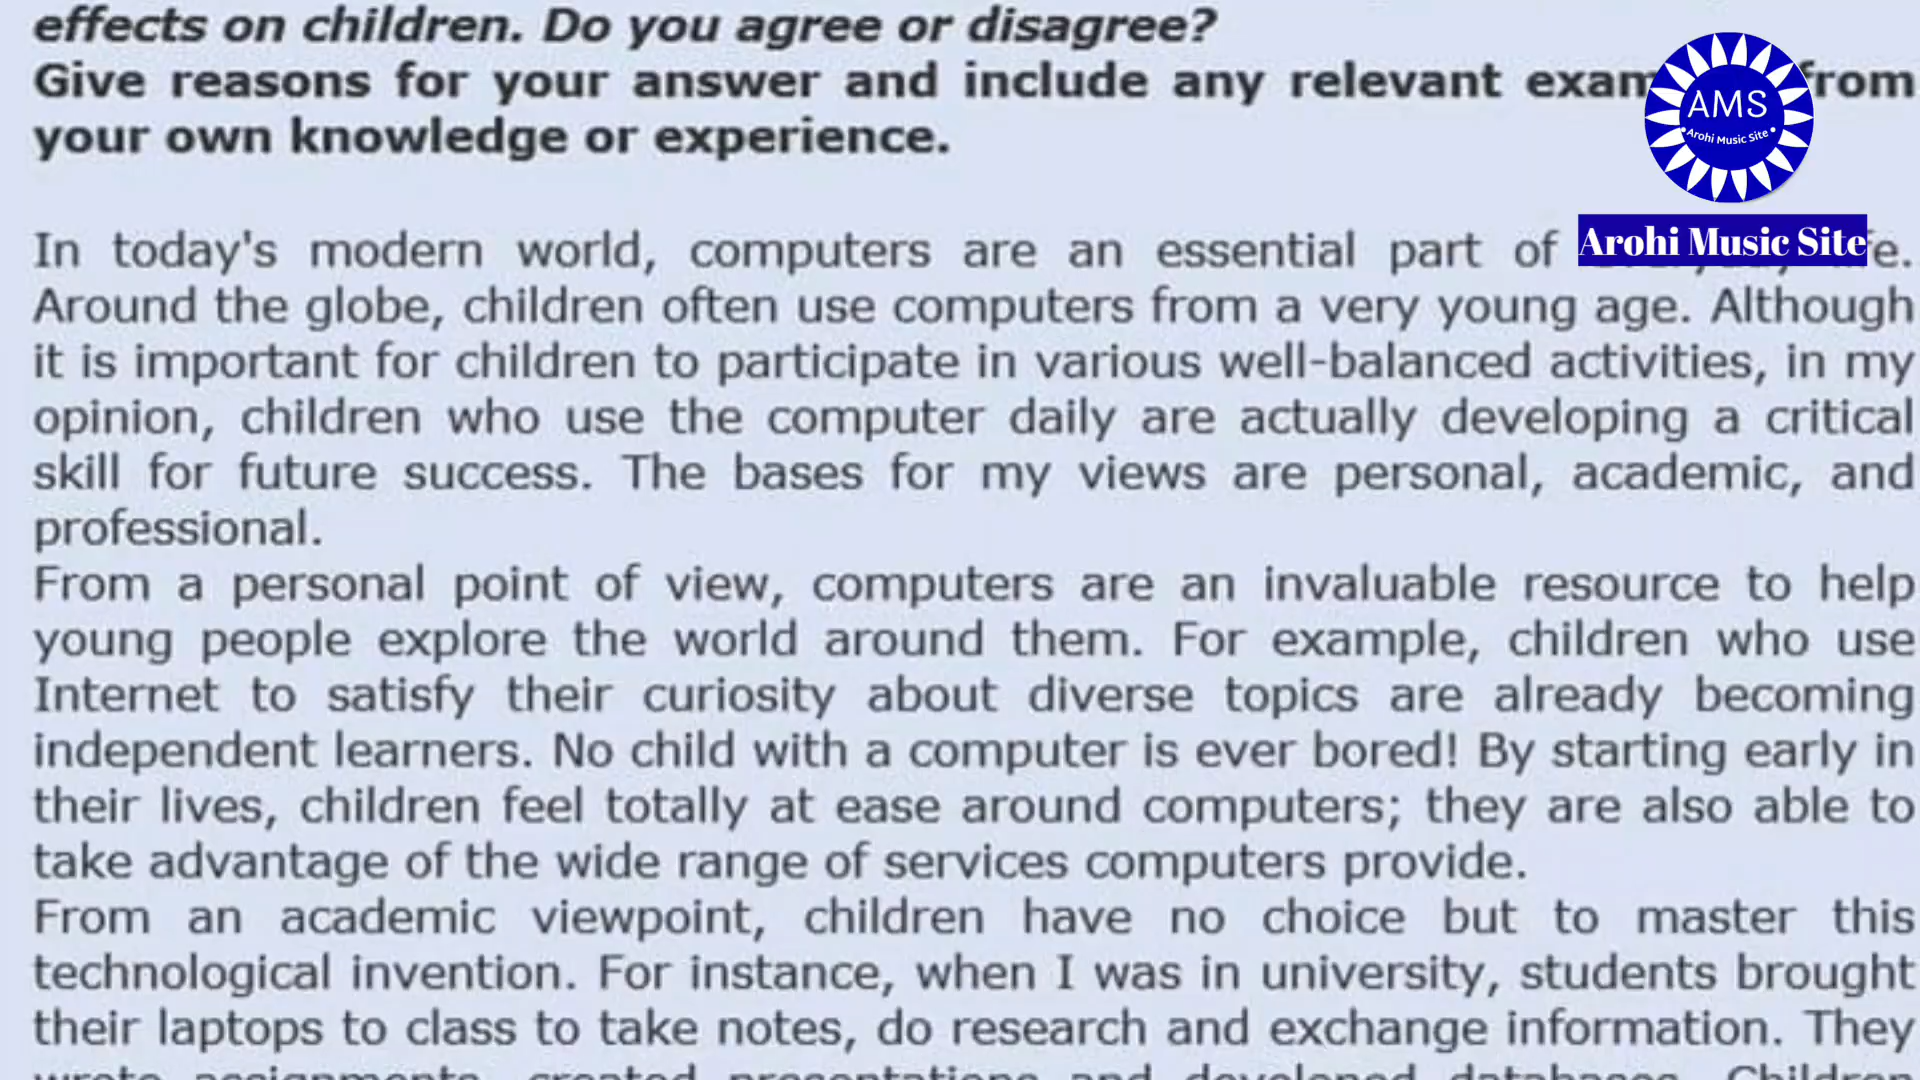 effects on children. Do you agree or disagree?
Give reasons for your answer and include any relevant from
your own knowledge or experience.
AMS
Arohi Music Site
Arohi Music Site
In today's modern world, computers are an essential part of
Around the globe, children often use computers from a very young age. Although
it is important for children to participate in various well-balanced activities, in my
opinion, children who use the computer daily are actually developing a critical
skill for future success. The bases for my views are personal, academic, and
professional.
From a personal point of view, computers are an invaluable resource to help
young people explore the world around them. For example, children who use
Internet to satisfy their curiosity about diverse topics are already becoming
independent learners. No child with a computer is ever bored! By starting early in
their lives, children feel totally at ease around computers; they are also able to
take advantage of the wide range of services computers provide.
From an academic viewpoint, children have no choice but to master this
technological invention. For instance, when I was in university, students brought
their laptops to class to take notes, do research and exchange information. They